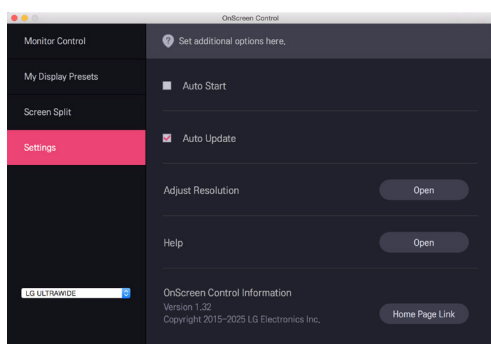 OnScreen Control
Monitor Control
My Display Presets
Screen Split
Settings
LG ULTRAWIDE
? Set additional options here.
Auto Start
Auto Update
Adjust Resolution
Open
Help
Open
OnScreen Control Information
Version 1.32
Copyright 2015-2025 LG Electronics Inc.
Home Page Link